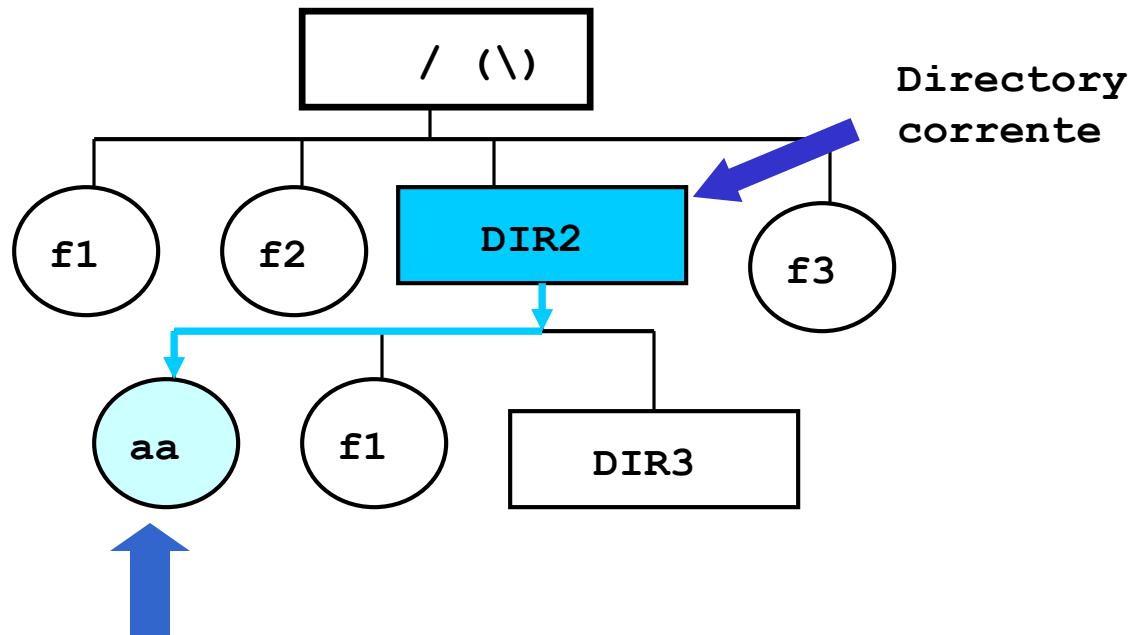 / (\)
Directory
corrente
f1
f2
DIR2
f3
aa
f1
DIR3